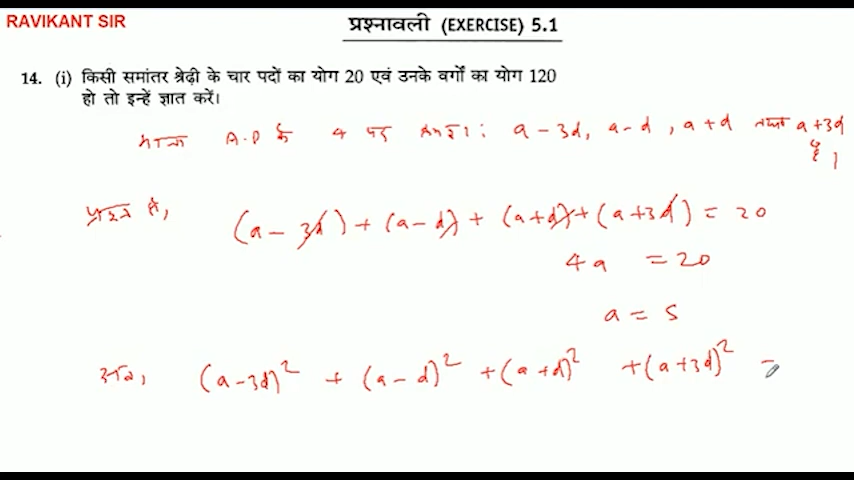 RAVIKANT SIR
प्रश्नावली (EXERCISE) 5.1
14. (i) किसी समांतर श्रेढ़ी के चार पदों का योग 20 एवं उनके वर्गों का योग 120
हो तो इन्हें ज्ञात करें।
माना A.P के 4 पद क्रमशः: a - 3d, a - d, a + d तथा a + 3d
है।
प्रश्न से, (a - 3d) + (a - d) + (a + d) + (a + 3d) = 20
4a = 20
a = 5
अब, (a - 3d)² + (a - d)² + (a + d)² + (a + 3d)² =